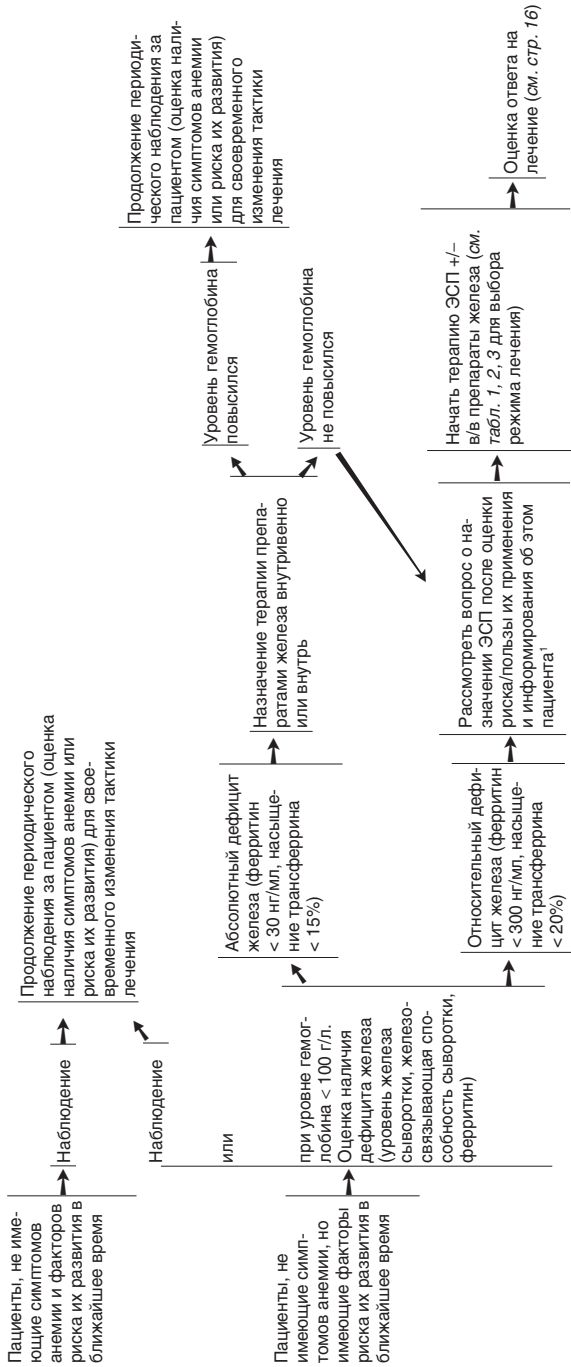 Пациенты, не име-
ющие симптомов
анемии и факторов
риска их развития в
ближайшее время
Наблюдение
Продолжение периодического
наблюдения за пациентом (оценка
наличия симптомов анемии или
риска их развития) для свое-
временного изменения тактики
лечения
Пациенты, не
имеющие симп-
томов анемии, но
имеющие факторы
риска их развития в
ближайшее время
Наблюдение
или
при уровне гемог-
лобина < 100 г/л.
Оценка наличия
дефицита железа
(уровень железа
сыворотки, железо-
связывающая спо-
собность сыворотки,
ферритин)
Абсолютный дефицит
железа (ферритин
< 30 нг/мл, насыще-
ние трансферрина
< 15%)
Назначение терапии препа-
ратами железа внутривенно
или внутрь
Уровень гемоглобина
повысился
Продолжение периоди-
ческого наблюдения за
пациентом (оценка нали-
чия симптомов анемии
или риска их развития)
для своевременного
изменения тактики
лечения
Уровень гемоглобина
не повысился
Относительный дефи-
цит железа (ферритин
< 300 нг/мл, насыще-
ние трансферрина
<20%)
Рассмотреть вопрос о на-
значении ЭСП после оценки
риска/пользы их применения
и информирования об этом
пациента¹
Начать терапию ЭСП +/–
в/в препараты железа (см.
табл. 1, 2, 3 для выбора
режима лечения)
Оценка ответа на
лечение (см. стр. 16)